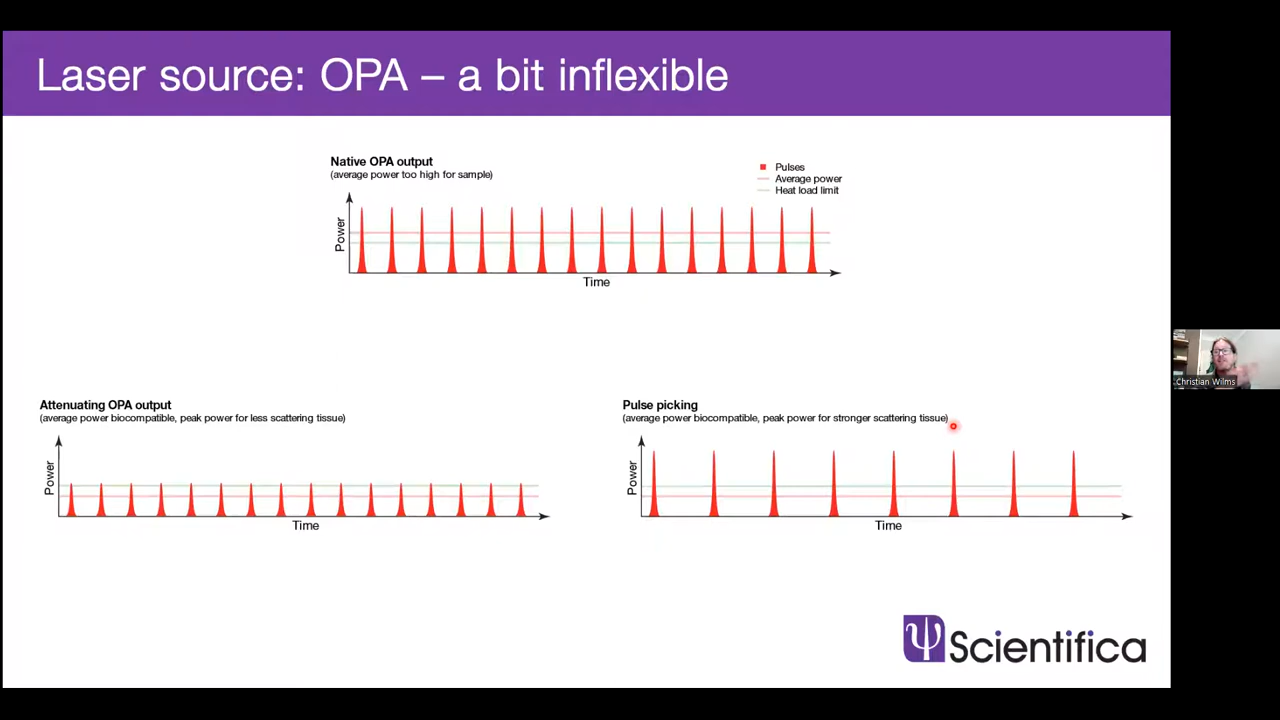 Laser source: OPA – a bit inflexible
Native OPA output
(average power too high for sample)
Pulses
Average power
Heat load limit
Power
Time
Christian Wilms
Attenuating OPA output
(average power biocompatible, peak power for less scattering tissue)
Power
Time
Pulse picking
(average power biocompatible, peak power for stronger scattering tissue)
Power
Time
ψ Scientifica